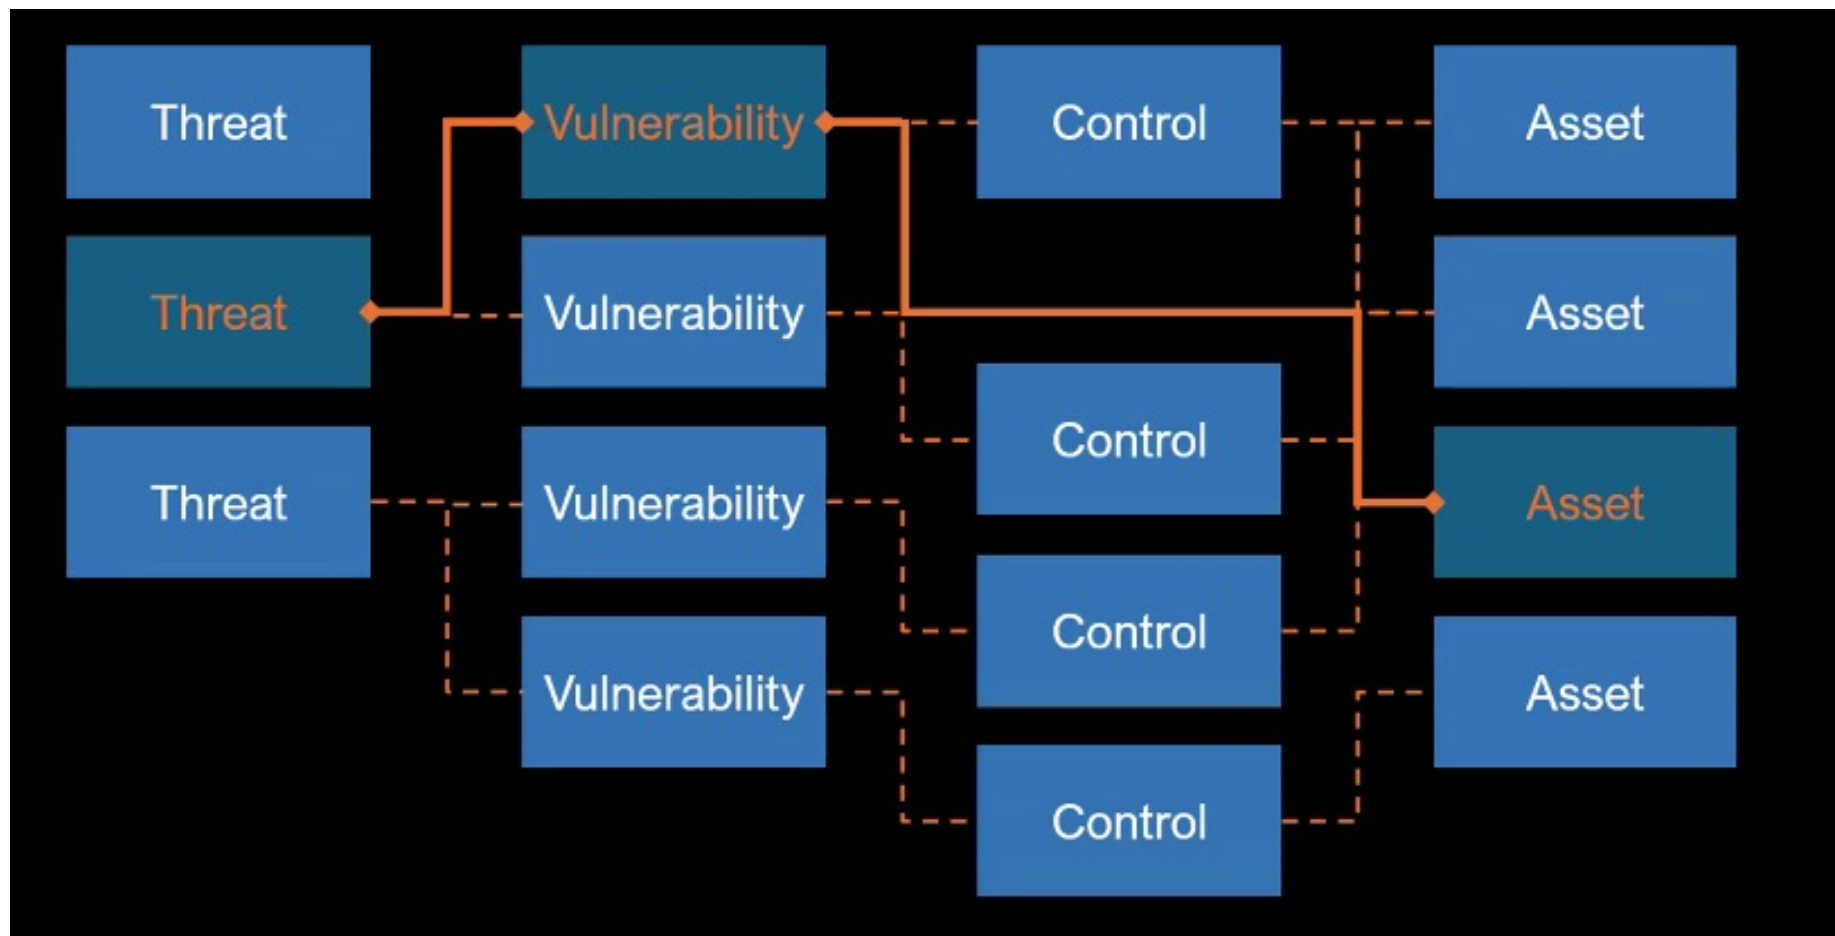 Threat
Vulnerability
Control
Asset
Threat
Vulnerability
Asset
Control
Threat
Vulnerability
Asset
Control
Vulnerability
Asset
Control